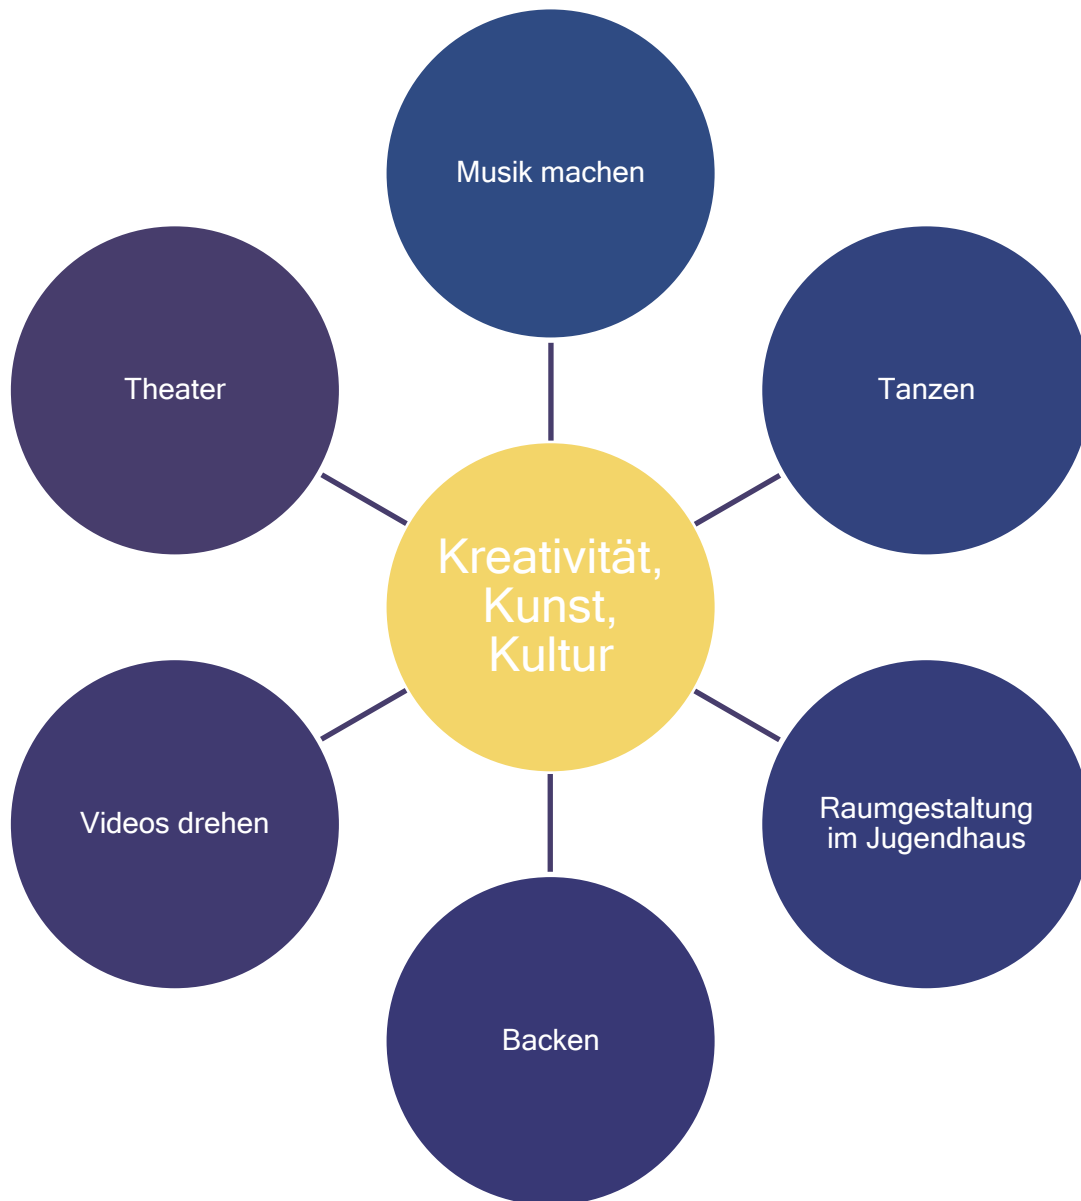 Musik machen
Theater
Tanzen
Kreativität,
Kunst,
Kultur
Videos drehen
Raumgestaltung
im Jugendhaus
Backen